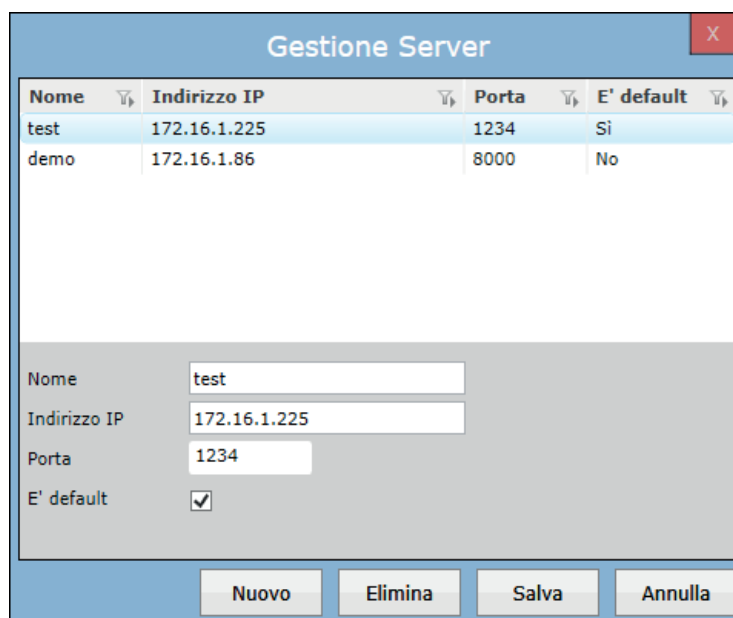 Gestione Server
X
Nome Indirizzo IP Porta E' default
test 172.16.1.225 1234 Sì
demo 172.16.1.86 8000 No
Nome test
Indirizzo IP 172.16.1.225
Porta 1234
E' default
Nuovo Elimina Salva Annulla